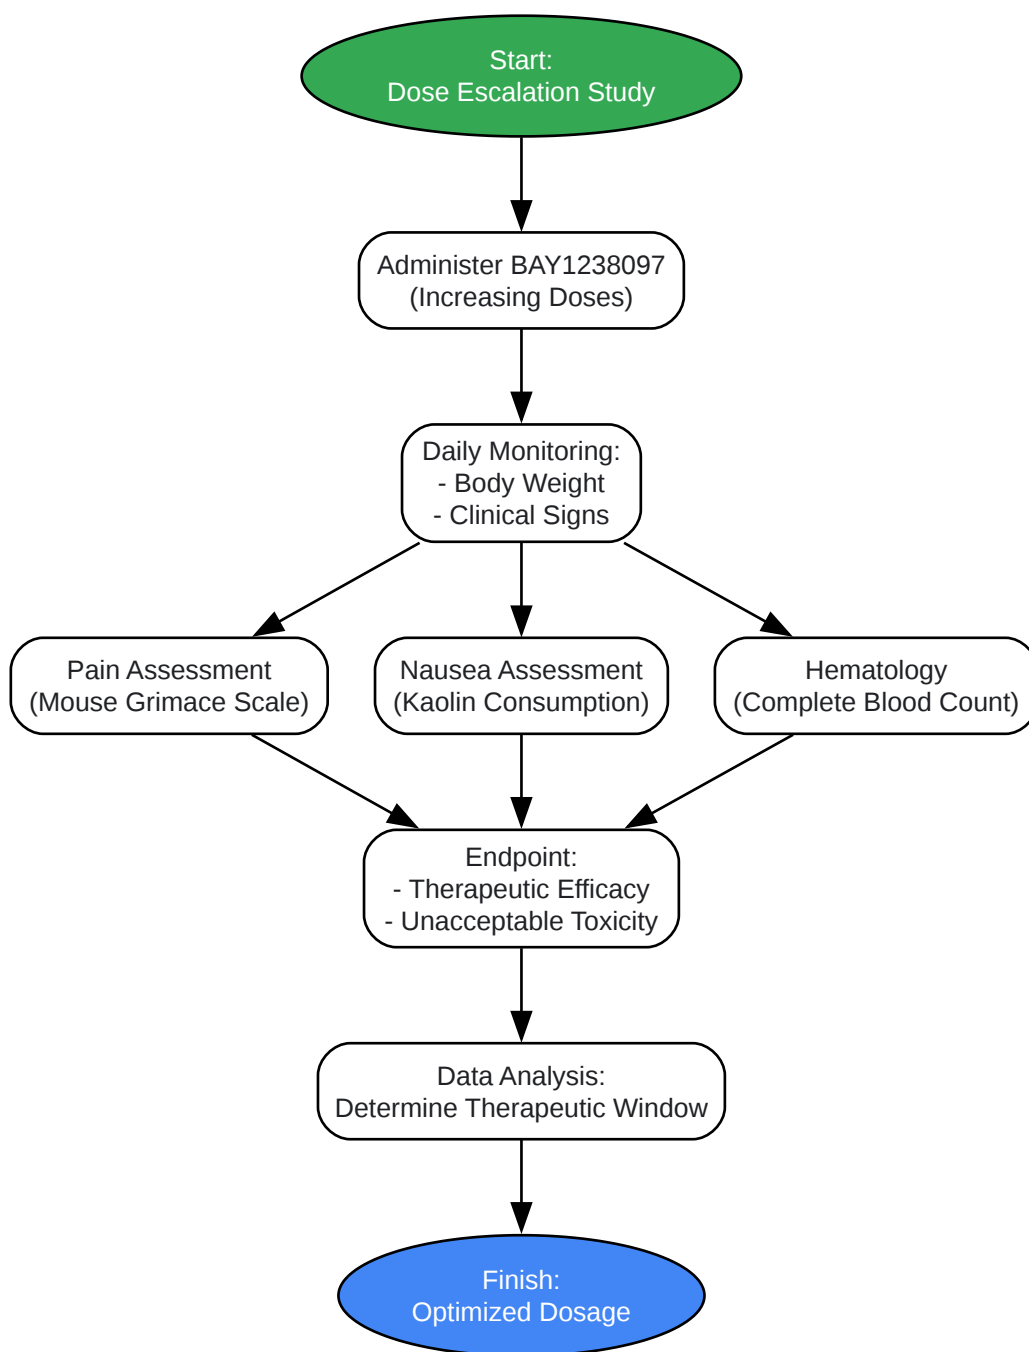 Start:
Dose Escalation Study
Administer BAY1238097
(Increasing Doses)
Daily Monitoring:
- Body Weight
- Clinical Signs
Pain Assessment
(Mouse Grimace Scale)
Nausea Assessment
(Kaolin Consumption)
Hematology
(Complete Blood Count)
Endpoint:
- Therapeutic Efficacy
- Unacceptable Toxicity
Data Analysis:
Determine Therapeutic Window
Finish:
Optimized Dosage